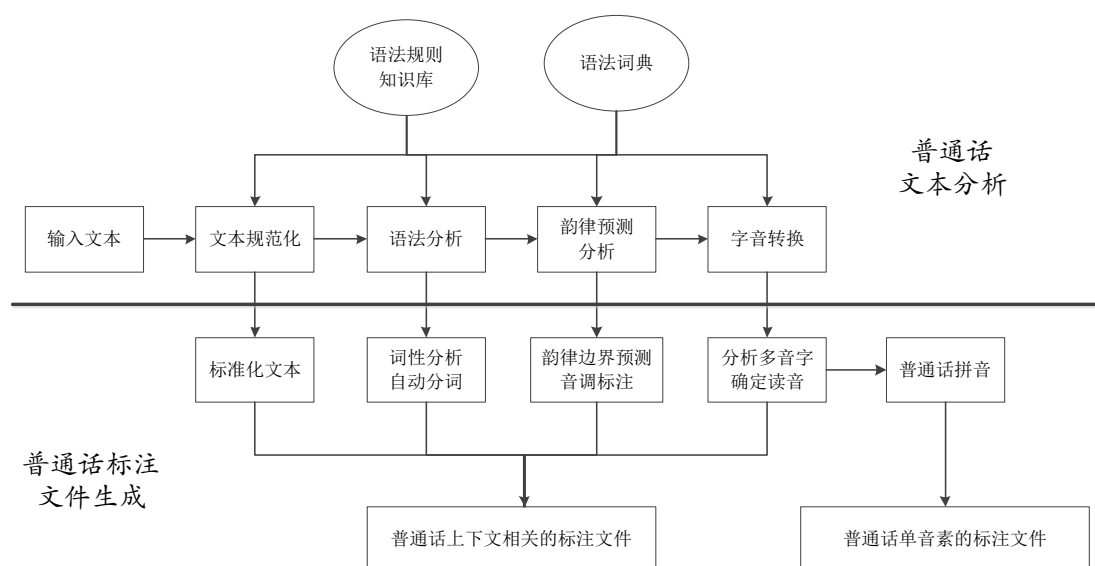 语法规则
知识库
语法词典
普通话
文本分析
输入文本
文本规范化
语法分析
韵律预测
分析
字音转换
标准化文本
词性分析
自动分词
韵律边界预测
音调标注
分析多音字
确定读音
普通话拼音
普通话标注
文件生成
普通话上下文相关的标注文件
普通话单音素的标注文件